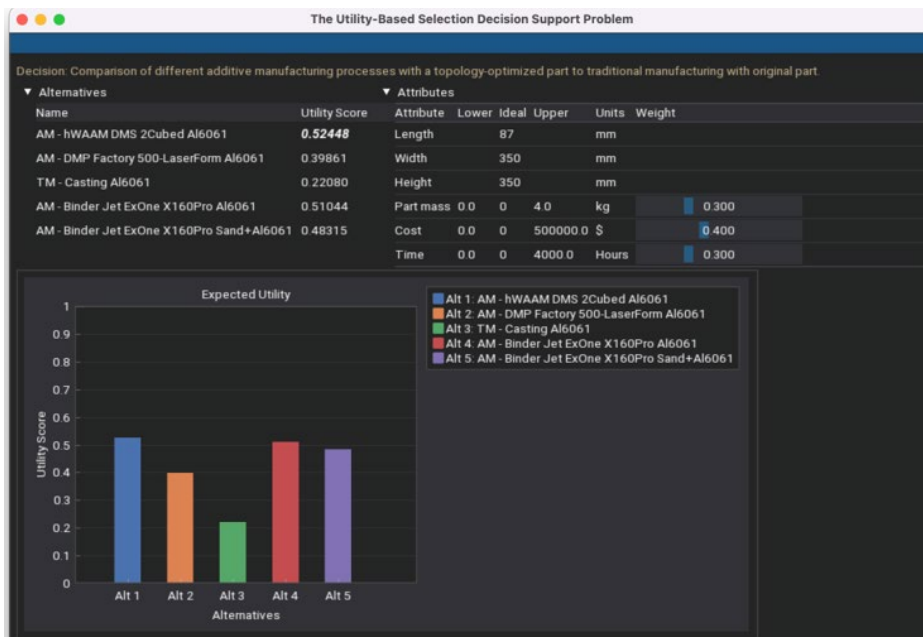 The Utility-Based Selection Decision Support Problem
Decision: Comparison of different additive manufacturing processes with a topology-optimized part to traditional manufacturing with original part.
▼ Alternatives
Name Utility Score
AM - hWAAM DMS 2Cubed Al6061 0.52448
AM - DMP Factory 500-LaserForm Al6061 0.39861
TM - Casting Al6061 0.22080
AM - Binder Jet ExOne X160Pro Al6061 0.51044
AM - Binder Jet ExOne X160Pro Sand+Al6061 0.48315
▼ Attributes
Attribute Lower Ideal Upper Units Weight
Length 87 mm
Width 350 mm
Height 350 mm
Part mass 0.0 0 4.0 kg 0.300
Cost 0.0 0 500000.0 $ 0.400
Time 0.0 0 4000.0 Hours 0.300
Expected Utility
Utility Score
1
0.9
0.8
0.7
0.6
0.5
0.4
0.3
0.2
0.1
0
Alt 1 Alt 2 Alt 3 Alt 4 Alt 5
Alternatives
Alt 1: AM - hWAAM DMS 2Cubed Al6061
Alt 2: AM - DMP Factory 500-LaserForm Al6061
Alt 3: TM - Casting Al6061
Alt 4: AM - Binder Jet ExOne X160Pro Al6061
Alt 5: AM - Binder Jet ExOne X160Pro Sand+Al6061